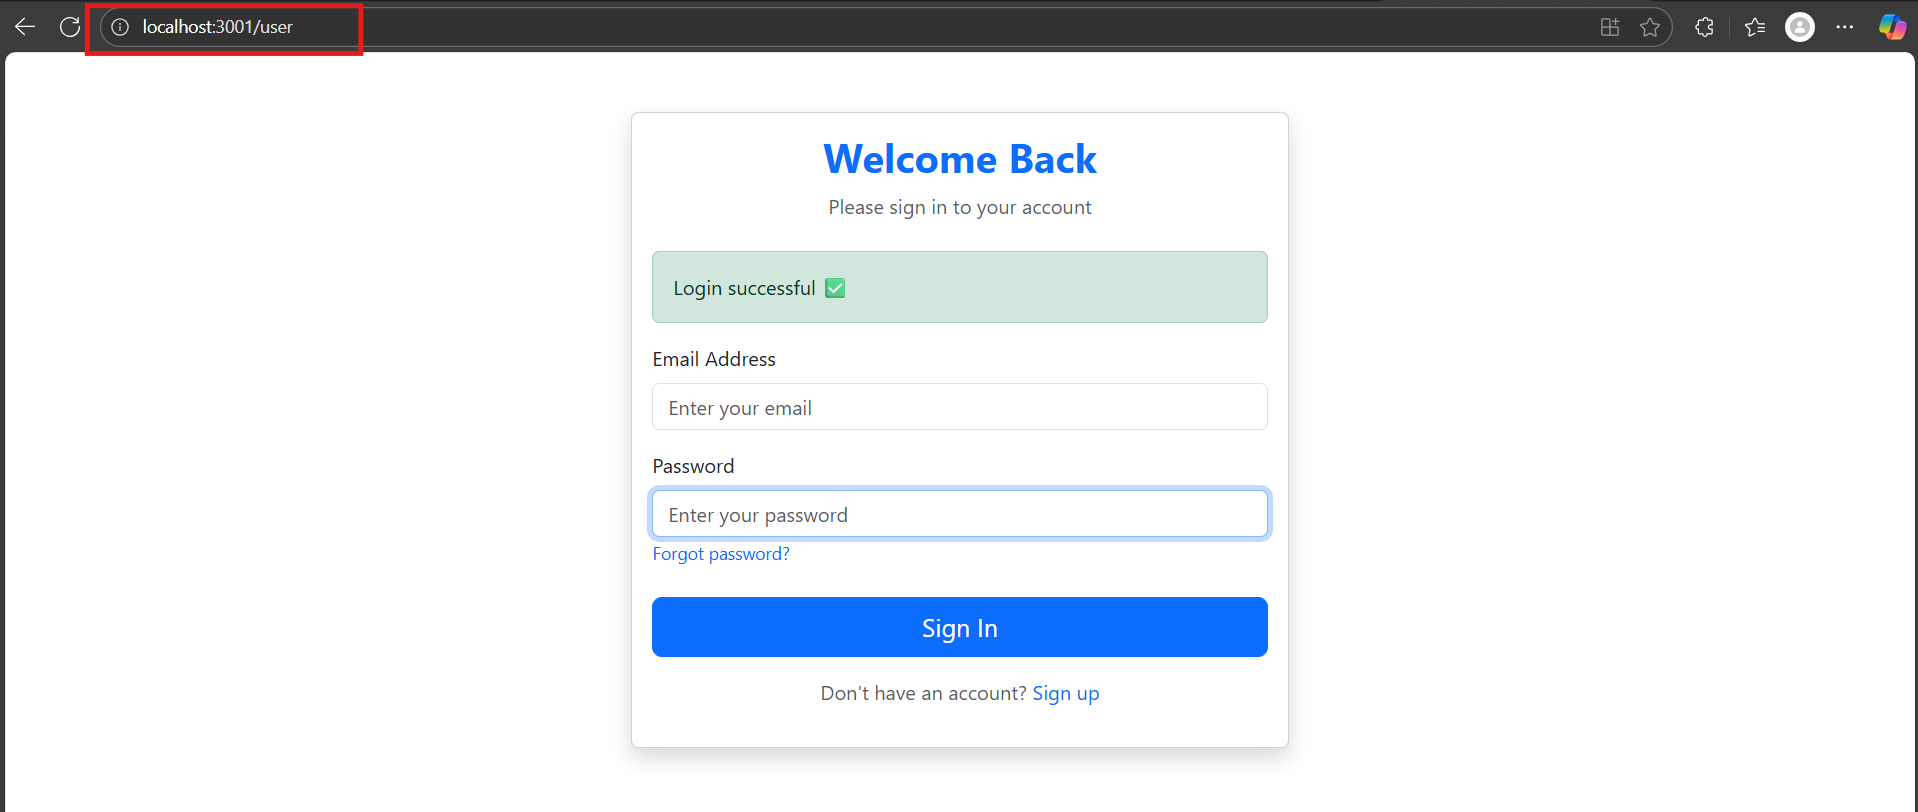 localhost:3001/user
Welcome Back
Please sign in to your account
Login successful ✅
Email Address
Enter your email
Password
Enter your password
Forgot password?
Sign In
Don't have an account? Sign up